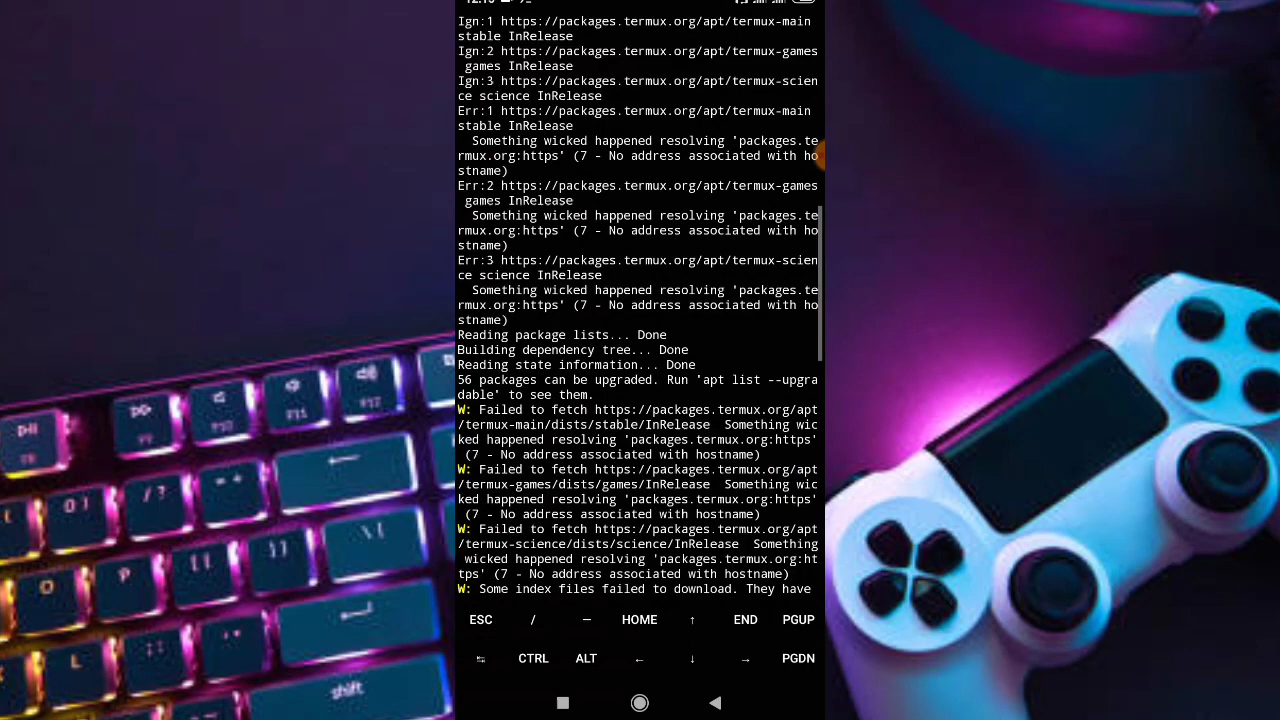 Ign:1 https://packages.termux.org/apt/termux-main
stable InRelease
Ign:2 https://packages.termux.org/apt/termux-games
games InRelease
Ign:3 https://packages.termux.org/apt/termux-scien
ce science InRelease
Err:1 https://packages.termux.org/apt/termux-main
stable InRelease
Something wicked happened resolving 'packages.te
rmux.org:https' (7 - No address associated with ho
stname)
Err:2 https://packages.termux.org/apt/termux-games
games InRelease
Something wicked happened resolving 'packages.te
rmux.org:https' (7 - No address associated with ho
stname)
Err:3 https://packages.termux.org/apt/termux-scien
ce science InRelease
Something wicked happened resolving 'packages.te
rmux.org:https' (7 - No address associated with ho
stname)
Reading package lists... Done
Building dependency tree... Done
Reading state information... Done
56 packages can be upgraded. Run 'apt list --upgra
dable' to see them.
W: Failed to fetch https://packages.termux.org/apt
/termux-main/dists/stable/InRelease  Something wic
ked happened resolving 'packages.termux.org:https'
(7 - No address associated with hostname)
W: Failed to fetch https://packages.termux.org/apt
/termux-games/dists/games/InRelease  Something wic
ked happened resolving 'packages.termux.org:https'
(7 - No address associated with hostname)
W: Failed to fetch https://packages.termux.org/apt
/termux-science/dists/science/InRelease  Something
wicked happened resolving 'packages.termux.org:ht
tps' (7 - No address associated with hostname)
W: Some index files failed to download. They have
ESC / — HOME ↑ END PGUP
↹ CTRL ALT ← ↓ → PGDN
F11
O
P
L
shift